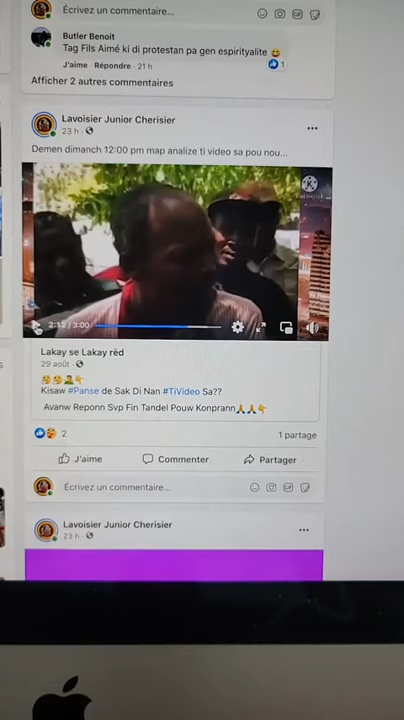 Écrivez un commentaire...
Butler Benoit
Tag Fils Aimé ki di protestan pa gen espirityalite
J'aime · Répondre · 21 h
1
Afficher 2 autres commentaires
Lavoisier Junior Cherisier
23 h
Demen dimanch 12:00 pm map analize ti video sa pou nou...
2:12 / 3:00
Lakay se Lakay rèd
29 août
Kisaw #Panse de Sak Di Nan #TiVideo Sa??
Avanw Reponn Svp Fin Tandel Pouw Konprann
2
1 partage
J'aime
Commenter
Partager
Écrivez un commentaire...
Lavoisier Junior Cherisier
23 h